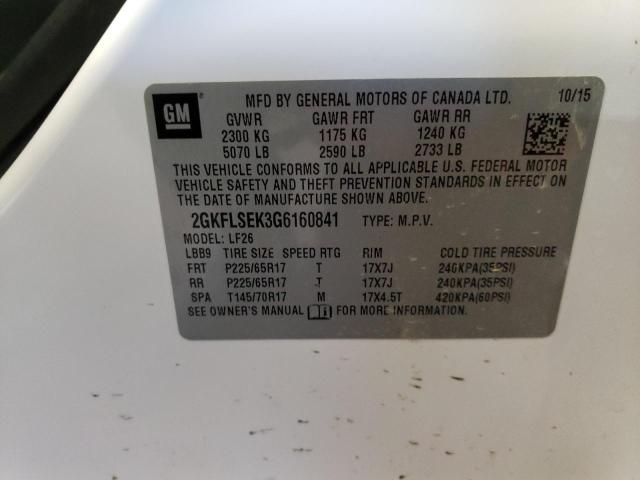 GM
MFD BY GENERAL MOTORS OF CANADA LTD. 10/15
GVWR GAWR FRT GAWR RR
2300 KG 1175 KG 1240 KG
5070 LB 2590 LB 2733 LB
THIS VEHICLE CONFORMS TO ALL APPLICABLE U.S. FEDERAL MOTOR
VEHICLE SAFETY AND THEFT PREVENTION STANDARDS IN EFFECT ON
THE DATE OF MANUFACTURE SHOWN ABOVE.
2GKFLSEK3G6160841 TYPE: M.P.V.
MODEL: LF26
LBB9 TIRE SIZE SPEED RTG RIM COLD TIRE PRESSURE
FRT P225/65R17 T 17X7J 240KPA(35PSI)
RR P225/65R17 T 17X7J 240KPA(35PSI)
SPA T145/70R17 M 17X4.5T 420KPA(60PSI)
SEE OWNER'S MANUAL FOR MORE INFORMATION.